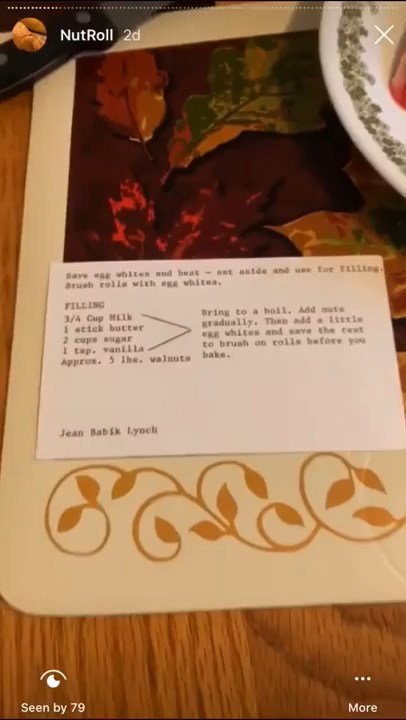 NutRoll 2d
Save egg whites and beat — set aside and use for filling.
Brush rolls with egg whites.
FILLING
3/4 Cup Milk
1 stick butter
2 cups sugar
1 tsp. vanilla
Approx. 5 lbs. walnuts
Bring to a boil. Add nuts
gradually. Then add a little
egg whites and save the rest
to brush on rolls before you
bake.
Jean Babik Lynch
Seen by 79
More